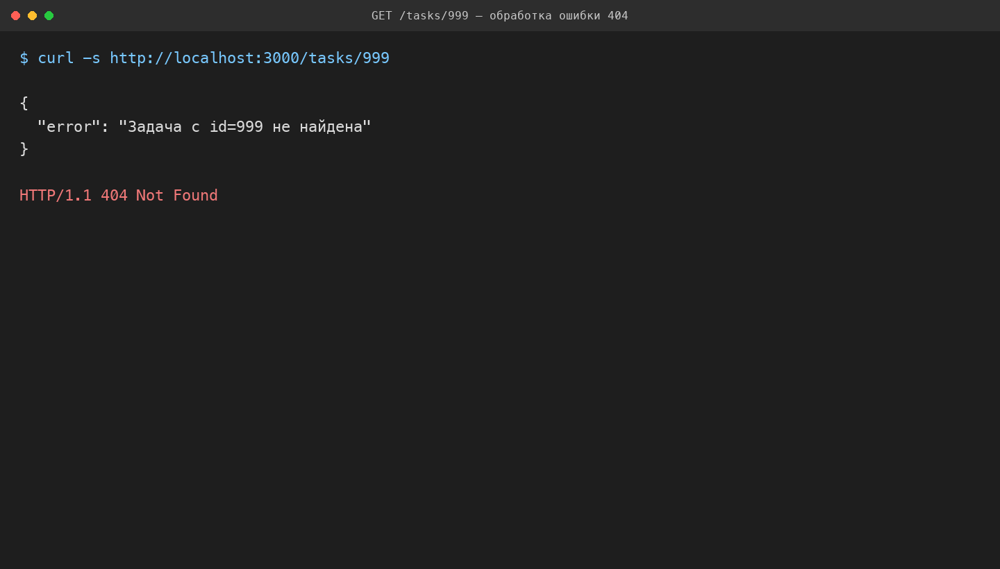 GET /tasks/999 — обработка ошибки 404
$ curl −s http://localhost:3000/tasks/999
{
"error": "Задача с id=999 не найдена"
}
HTTP/1.1 404 Not Found